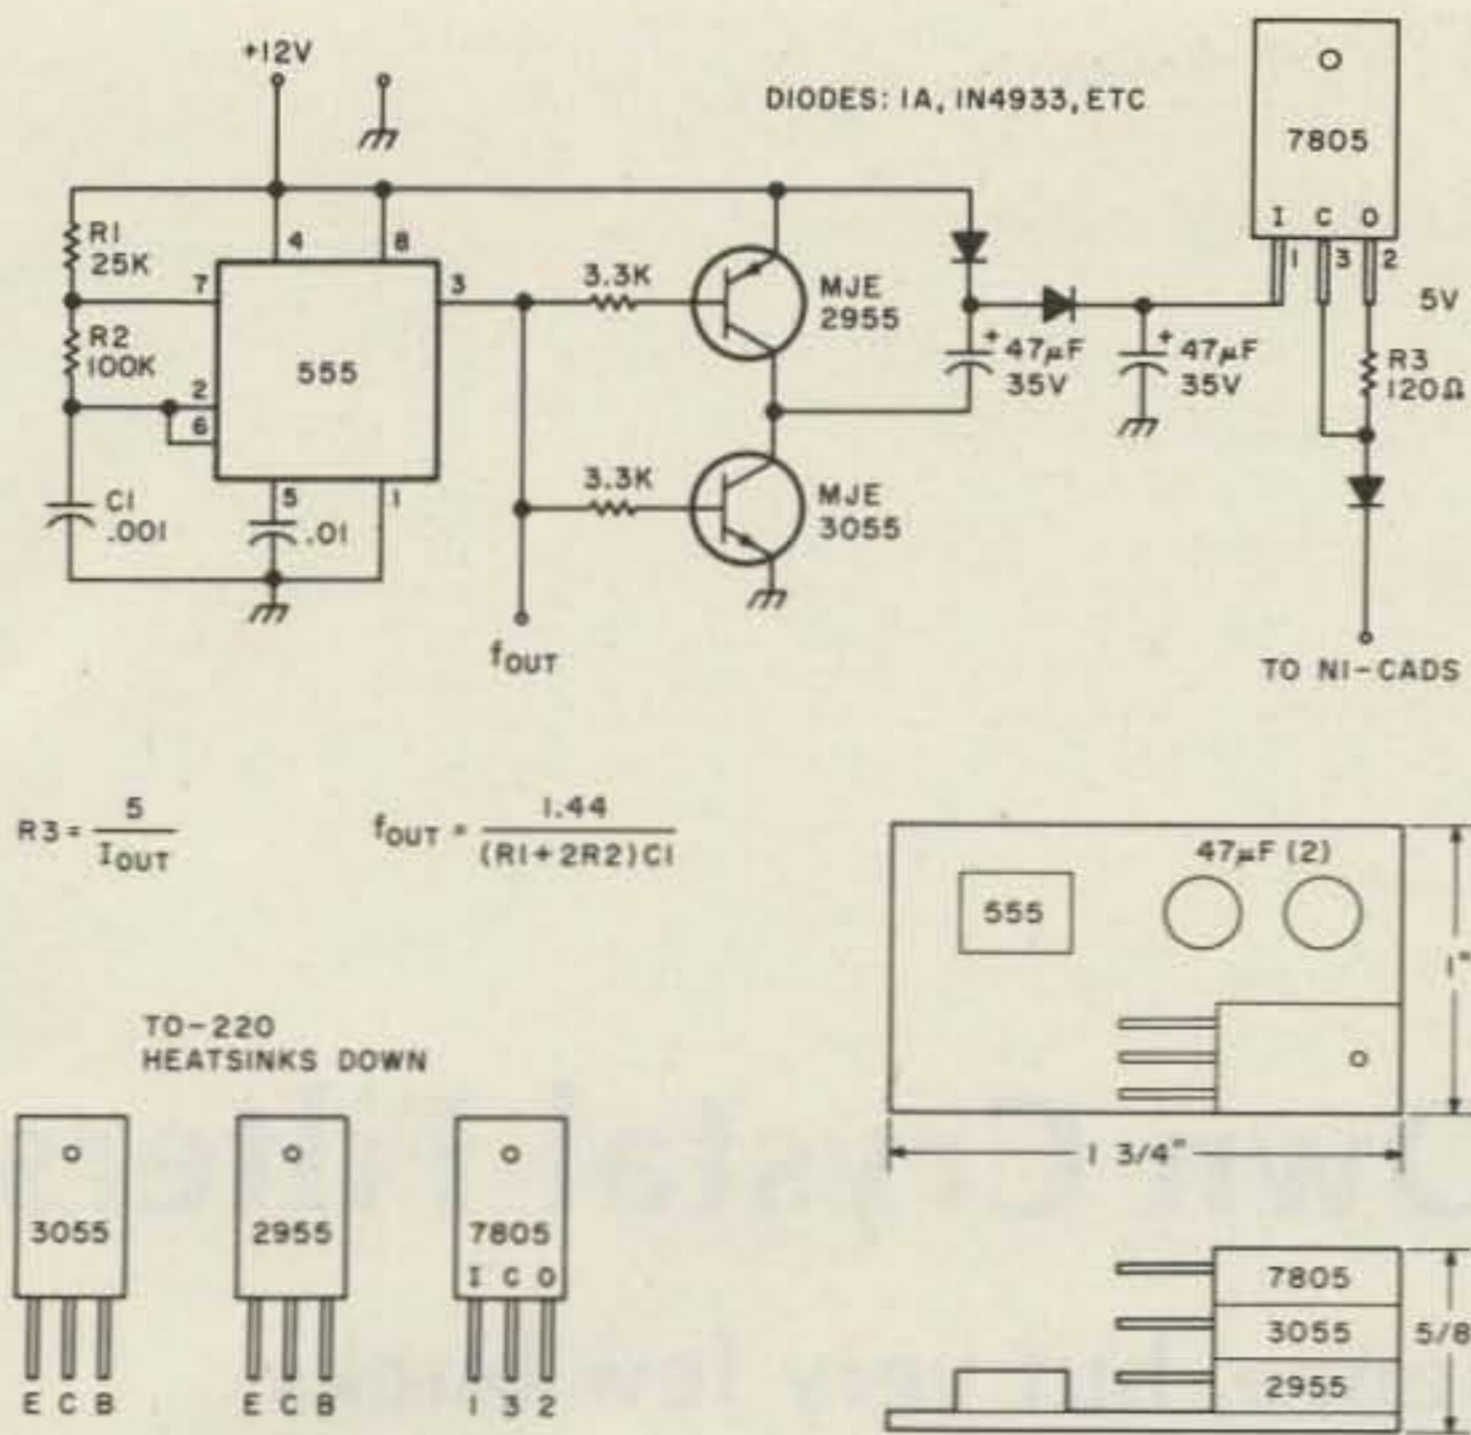 +12V
DIODES: 1A, 1N4933, ETC
7805
I C O
1 3 2
5V
R1
25K
4
8
7
3
3.3K
MJE
2955
R2
100K
555
2
6
+
47µF
35V
+
47µF
35V
R3
120Ω
C1
.001
5
1
.01
3.3K
MJE
3055
fOUT
TO NI-CADS
R3 = 5 / IOUT
fOUT = 1.44 / (R1+2R2)C1
47µF (2)
555
1"
1 3/4"
TO-220
HEATSINKS DOWN
3055
E C B
2955
E C B
7805
I C O
1 3 2
7805
3055
2955
5/8